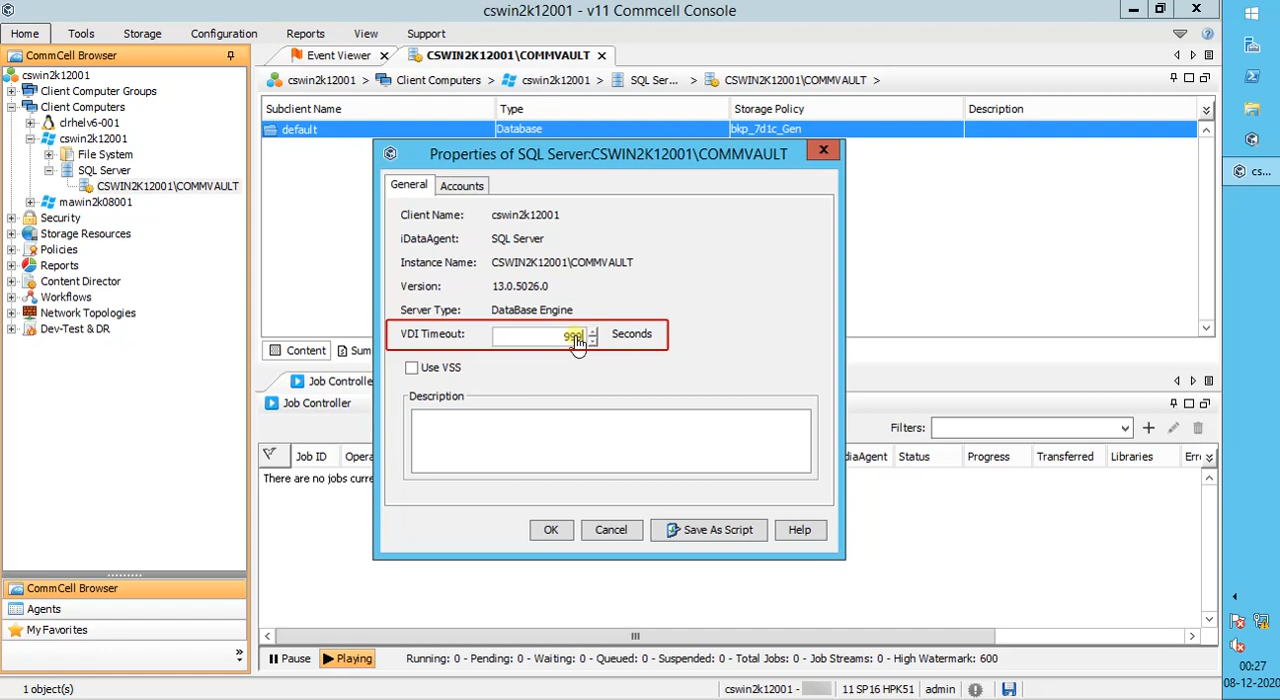 cswin2k12001 - v11 Commcell Console
Home Tools Storage Configuration Reports View Support
CommCell Browser
cswin2k12001
Client Computer Groups
Client Computers
clrhelv6-001
cswin2k12001
File System
SQL Server
CSWIN2K12001\COMMVAULT
mawin2k08001
Security
Storage Resources
Policies
Reports
Content Director
Workflows
Network Topologies
Dev-Test & DR
CommCell Browser
Agents
My Favorites
»
1 object(s)
Event Viewer CSWIN2K12001\COMMVAULT
cswin2k12001 > Client Computers > cswin2k12001 > SQL Ser... > CSWIN2K12001\COMMVAULT >
Subclient Name Type Storage Policy Description
default Database bkp_7d1c_Gen
Properties of SQL Server:CSWIN2K12001\COMMVAULT
General Accounts
Client Name: cswin2k12001
iDataAgent: SQL Server
Instance Name: CSWIN2K12001\COMMVAULT
Version: 13.0.5026.0
Server Type: DataBase Engine
VDI Timeout: 999 Seconds
Use VSS
Description
OK Cancel Save As Script Help
Content Sum
Job Controlle
Job Controller
Filters:
Job ID Opera diaAgent Status Progress Transferred Libraries Erro
There are no jobs curre
Pause Playing Running: 0 - Pending: 0 - Waiting: 0 - Queued: 0 - Suspended: 0 - Total Jobs: 0 - Job Streams: 0 - High Watermark: 600
cswin2k12001 - 11 SP16 HPK51 admin
cs...
00:27
08-12-2020